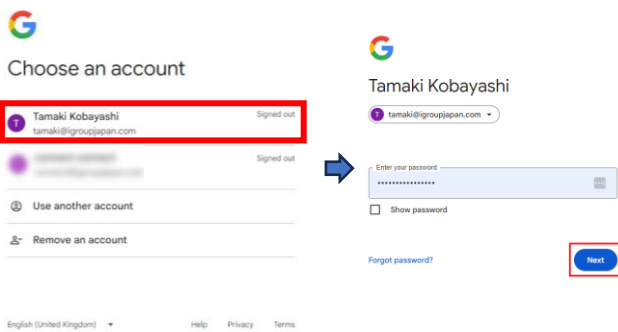 Choose an account
T
Tamaki Kobayashi
Signed out
tamaki@igroupjapan.com
Signed out
Use another account
Remove an account
English (United Kingdom)
Help
Privacy
Terms
Tamaki Kobayashi
T
tamaki@igroupjapan.com
Enter your password
Show password
Forgot password?
Next